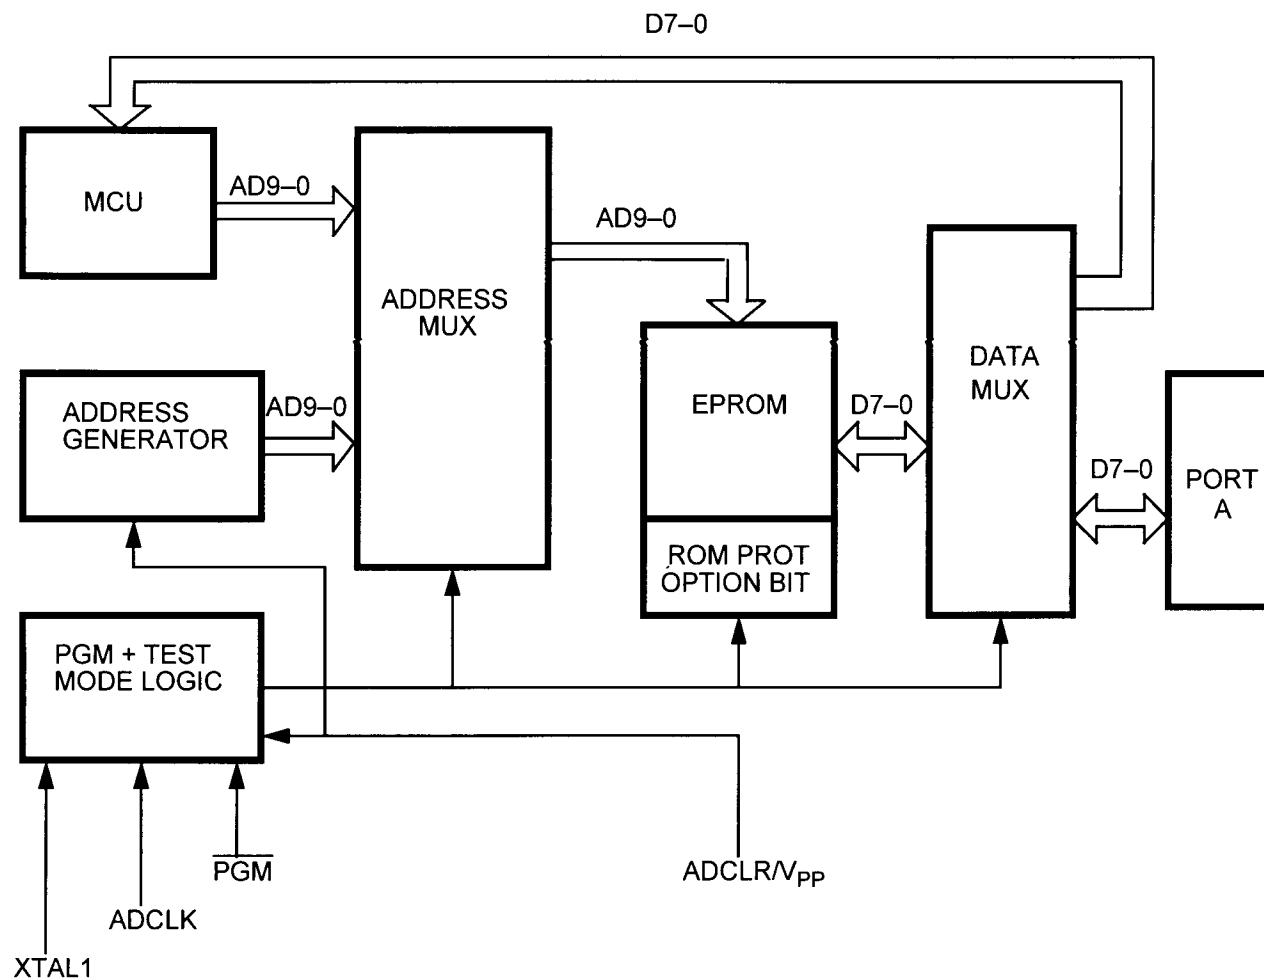 D7–0
MCU
AD9–0
ADDRESS
MUX
AD9–0
ADDRESS
GENERATOR
AD9–0
EPROM
D7–0
DATA
MUX
D7–0
PORT
A
ROM PROT
OPTION BIT
PGM + TEST
MODE LOGIC
PGM
ADCLR/VPP
ADCLK
XTAL1